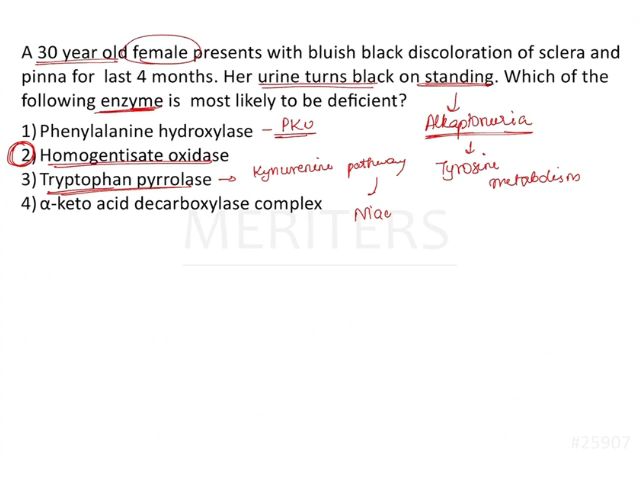 A 30 year old female presents with bluish black discoloration of sclera and
pinna for last 4 months. Her urine turns black on standing. Which of the
following enzyme is most likely to be deficient?
1) Phenylalanine hydroxylase – PKU
Alkaptonuria
2) Homogentisate oxidase
3) Tryptophan pyrrolase → Kynurenine pathway
Tyrosine
metabolism
4) α-keto acid decarboxylase complex
Niac
MERITERS
#25907